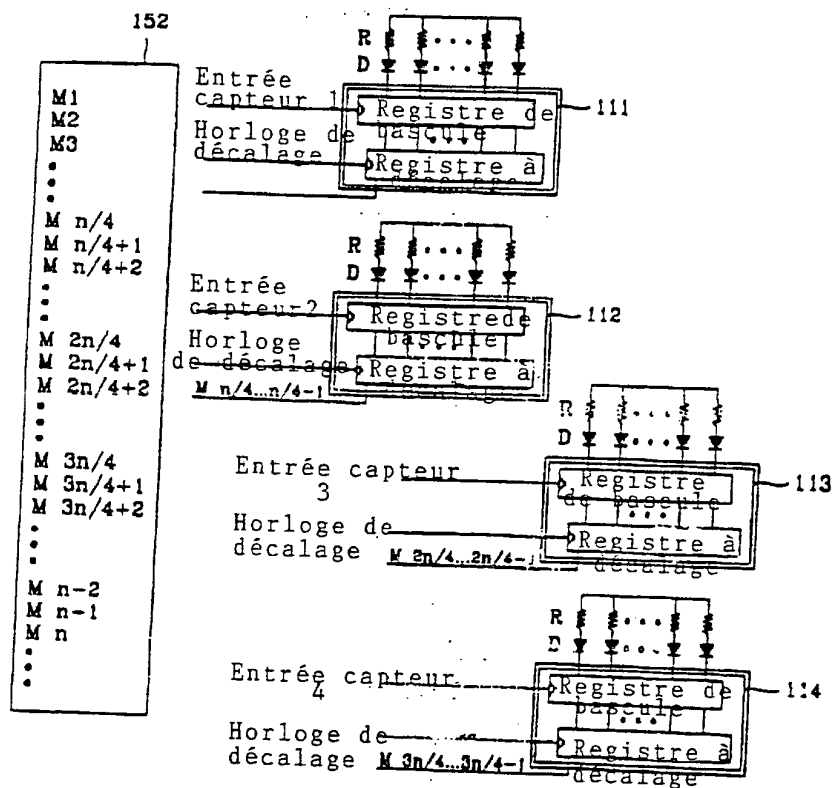 152
M1
M2
M3
M n/4
M n/4+1
M n/4+2
M 2n/4
M 2n/4+1
M 2n/4+2
M 3n/4
M 3n/4+1
M 3n/4+2
M n-2
M n-1
M n
R
D
Entrée
capteur 1
Registre de
bascule
111
Horloge de
décalage
Registre à
R
D
Entrée
capteur2
Registrede
bascule
112
Horloge
de décalage
Registre à
M n/4...n/4-1
R
D
Entrée capteur
3
Registre
de bascule
113
Horloge de
décalage
Registre à
décalage
M 2n/4...2n/4-1
R
D
Entrée capteur
4
Registre de
bascule
114
Horloge de
décalage
Registre à
décalage
M 3n/4...3n/4-1